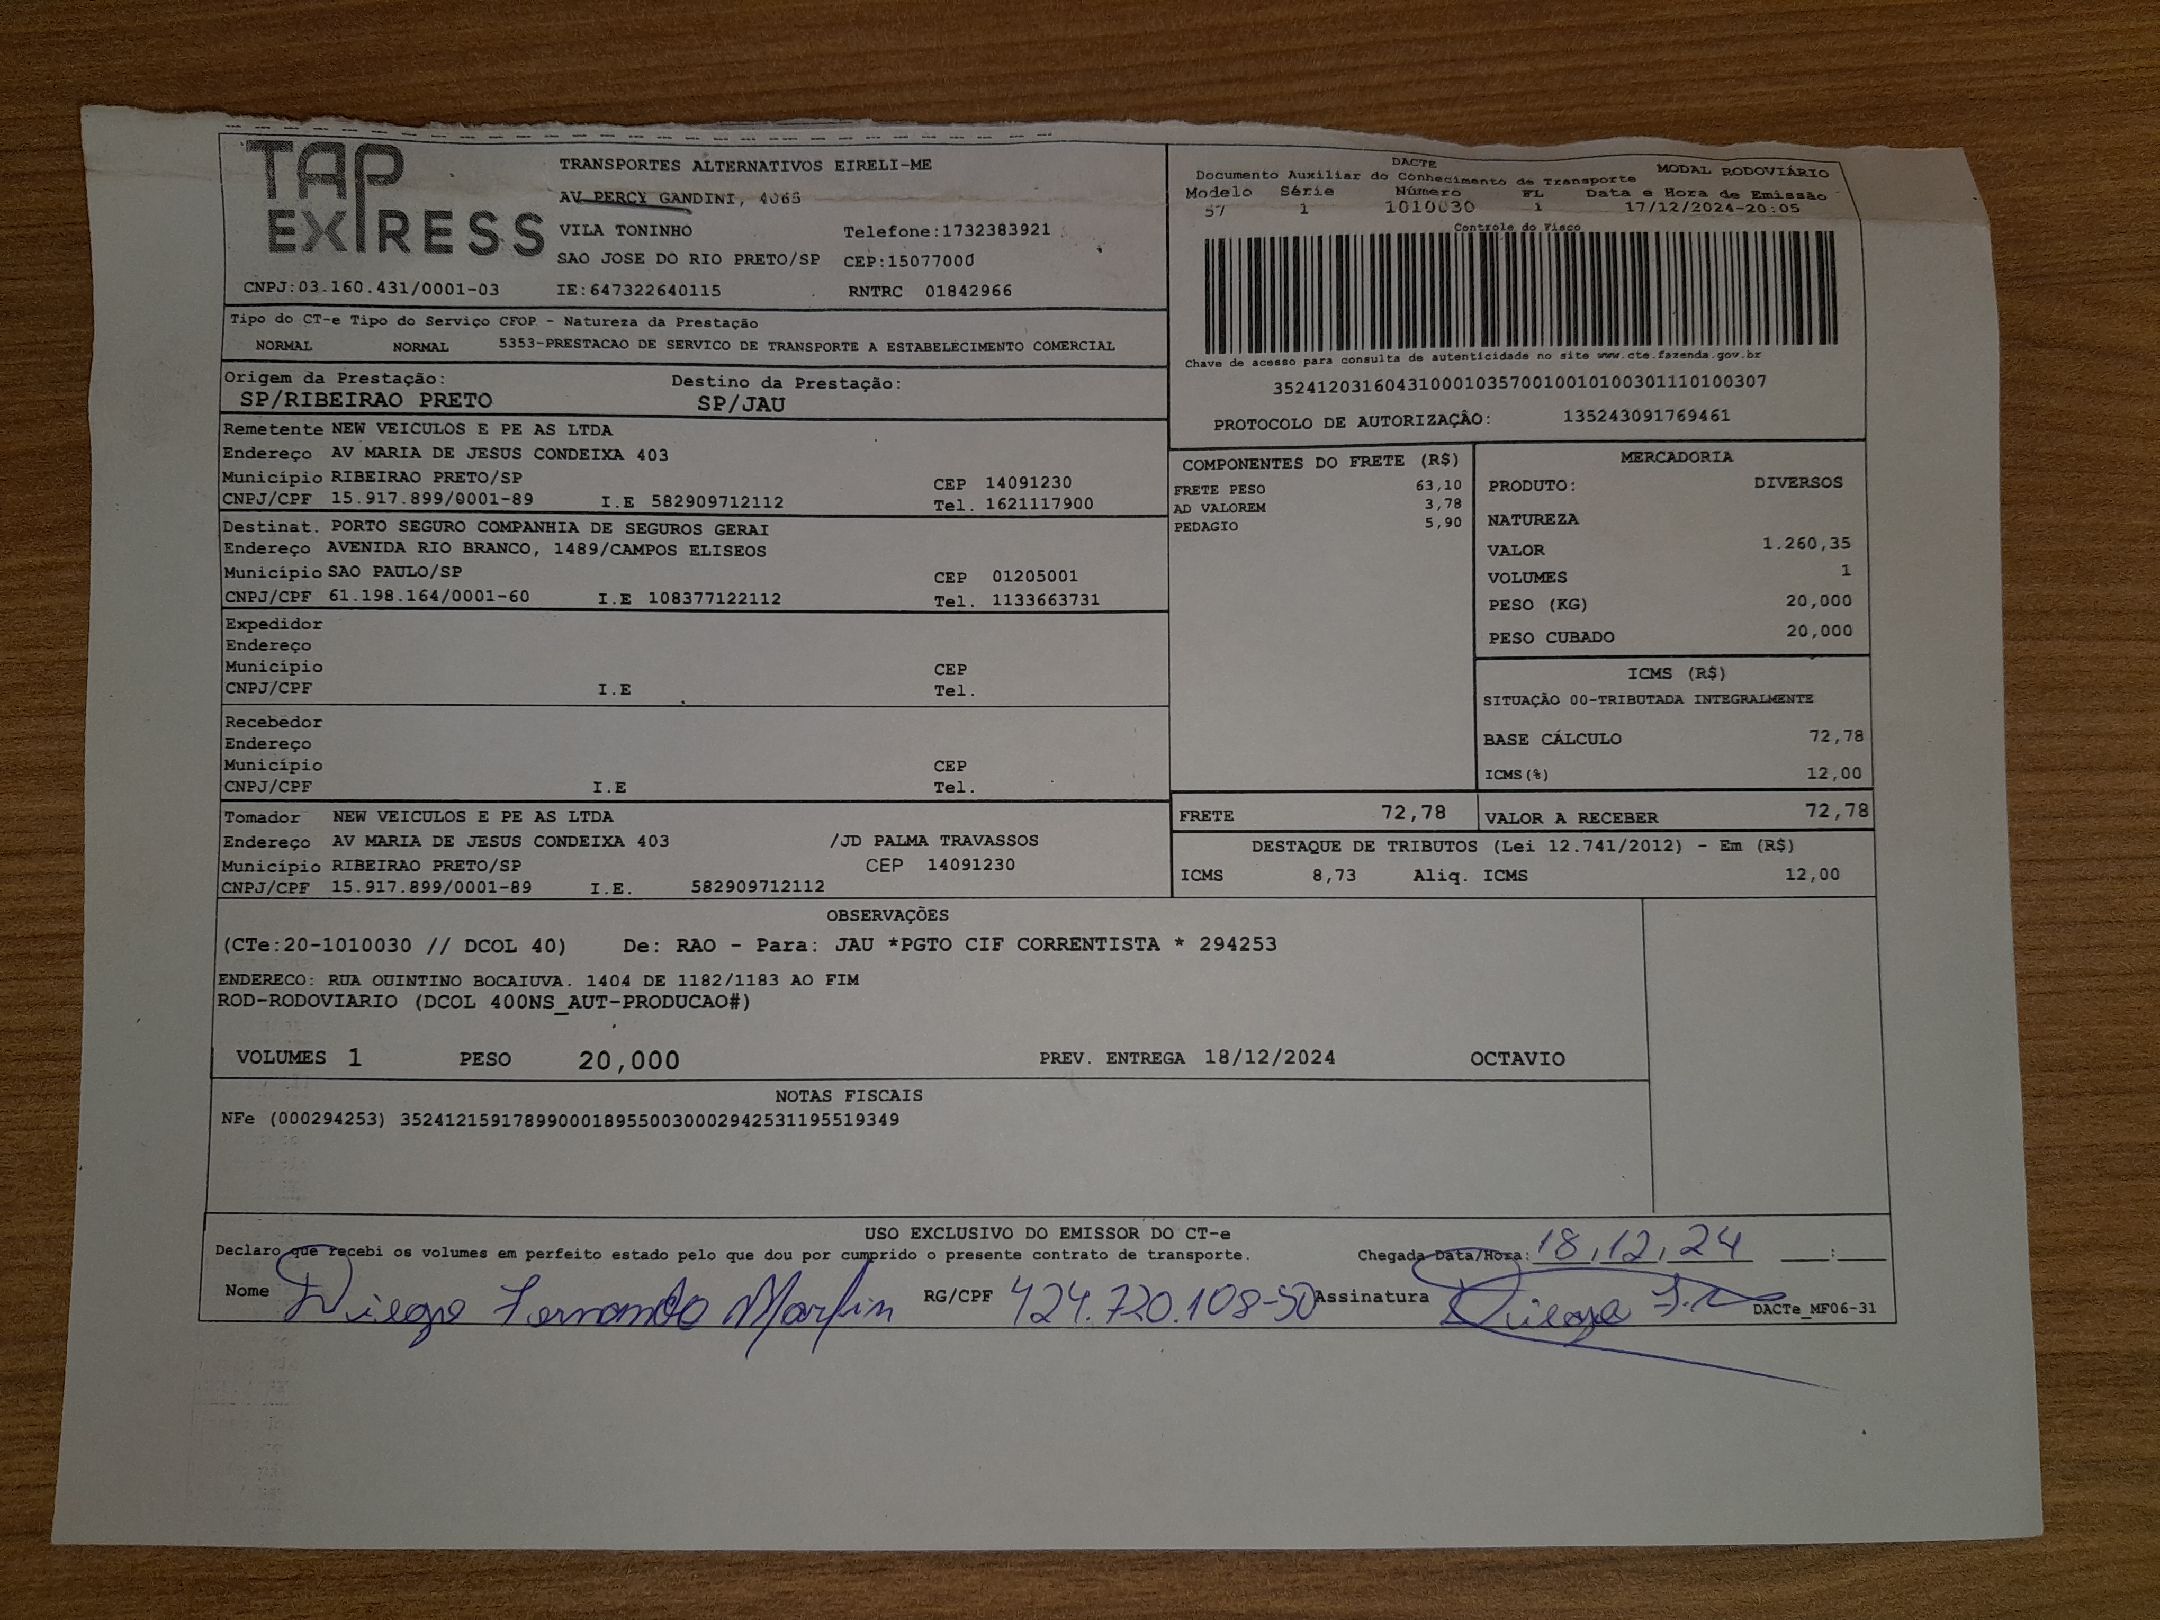 TAP EXPRESS
TRANSPORTES ALTERNATIVOS EIRELI-ME
AV PERCY GANDINI, 4065
VILA TONINHO Telefone:1732383921
SAO JOSE DO RIO PRETO/SP CEP:15077000
CNPJ:03.160.431/0001-03 IE:647322640115 RNTRC 01842966
DACTE
Documento Auxiliar do Conhecimento de Transporte MODAL RODOVIÁRIO
Modelo Série Número FL Data e Hora de Emissão
57 1 1010030 1 17/12/2024-20:05
Controle do Fisco
Chave de acesso para consulta de autenticidade no site www.cte.fazenda.gov.br
35241203160431000103570010010100301110100307
PROTOCOLO DE AUTORIZAÇÃO: 135243091769461
Tipo do CT-e Tipo do Serviço CFOP - Natureza da Prestação
NORMAL NORMAL 5353-PRESTACAO DE SERVICO DE TRANSPORTE A ESTABELECIMENTO COMERCIAL
Origem da Prestação: Destino da Prestação:
SP/RIBEIRAO PRETO SP/JAU
Remetente NEW VEICULOS E PE AS LTDA
Endereço AV MARIA DE JESUS CONDEIXA 403
Município RIBEIRAO PRETO/SP CEP 14091230
CNPJ/CPF 15.917.899/0001-89 I.E 582909712112 Tel. 1621117900
Destinat. PORTO SEGURO COMPANHIA DE SEGUROS GERAI
Endereço AVENIDA RIO BRANCO, 1489/CAMPOS ELISEOS
Município SAO PAULO/SP CEP 01205001
CNPJ/CPF 61.198.164/0001-60 I.E 108377122112 Tel. 1133663731
Expedidor
Endereço
Município CEP
CNPJ/CPF I.E Tel.
Recebedor
Endereço
Município CEP
CNPJ/CPF I.E Tel.
Tomador NEW VEICULOS E PE AS LTDA
Endereço AV MARIA DE JESUS CONDEIXA 403 /JD PALMA TRAVASSOS
Município RIBEIRAO PRETO/SP CEP 14091230
CNPJ/CPF 15.917.899/0001-89 I.E. 582909712112
COMPONENTES DO FRETE (R$)
FRETE PESO 63,10
AD VALOREM 3,78
PEDAGIO 5,90
MERCADORIA
PRODUTO: DIVERSOS
NATUREZA
VALOR 1.260,35
VOLUMES 1
PESO (KG) 20,000
PESO CUBADO 20,000
ICMS (R$)
SITUAÇÃO 00-TRIBUTADA INTEGRALMENTE
BASE CÁLCULO 72,78
ICMS(%) 12,00
FRETE 72,78 VALOR A RECEBER 72,78
DESTAQUE DE TRIBUTOS (Lei 12.741/2012) - Em (R$)
ICMS 8,73 Aliq. ICMS 12,00
OBSERVAÇÕES
(CTe:20-1010030 // DCOL 40) De: RAO - Para: JAU *PGTO CIF CORRENTISTA * 294253
ENDERECO: RUA QUINTINO BOCAIUVA. 1404 DE 1182/1183 AO FIM
ROD-RODOVIARIO (DCOL 400NS_AUT-PRODUCAO#)
VOLUMES 1 PESO 20,000 PREV. ENTREGA 18/12/2024 OCTAVIO
NOTAS FISCAIS
NFe (000294253) 35241215917899000189550030002942531195519349
USO EXCLUSIVO DO EMISSOR DO CT-e
Declaro que recebi os volumes em perfeito estado pelo que dou por cumprido o presente contrato de transporte. Chegada Data/Hora: 18,12,24 __:__
Nome Diego Fernando Martin RG/CPF 424.720.108-50 Assinatura Diego F. DACTe_MF06-31